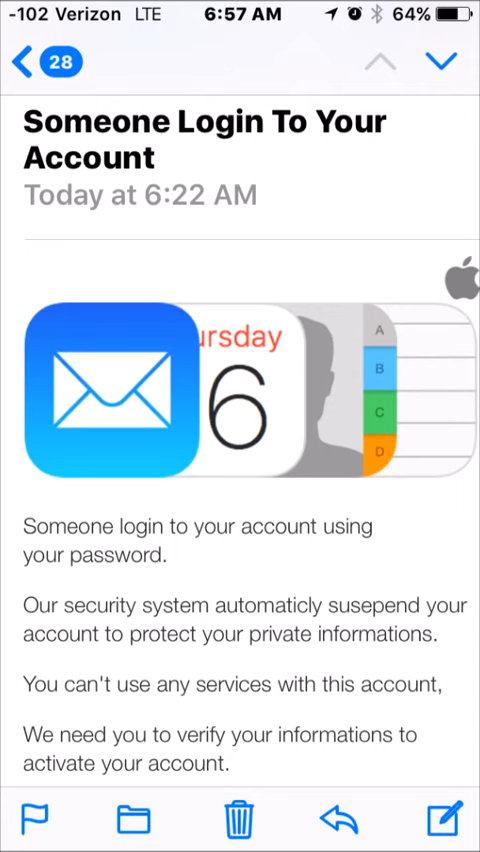 -102 Verizon LTE 6:57 AM 64%
28
Someone Login To Your
Account
Today at 6:22 AM
ursday
6
A
B
C
D
Someone login to your account using
your password.
Our security system automaticly susepend your
account to protect your private informations.
You can't use any services with this account,
We need you to verify your informations to
activate your account.